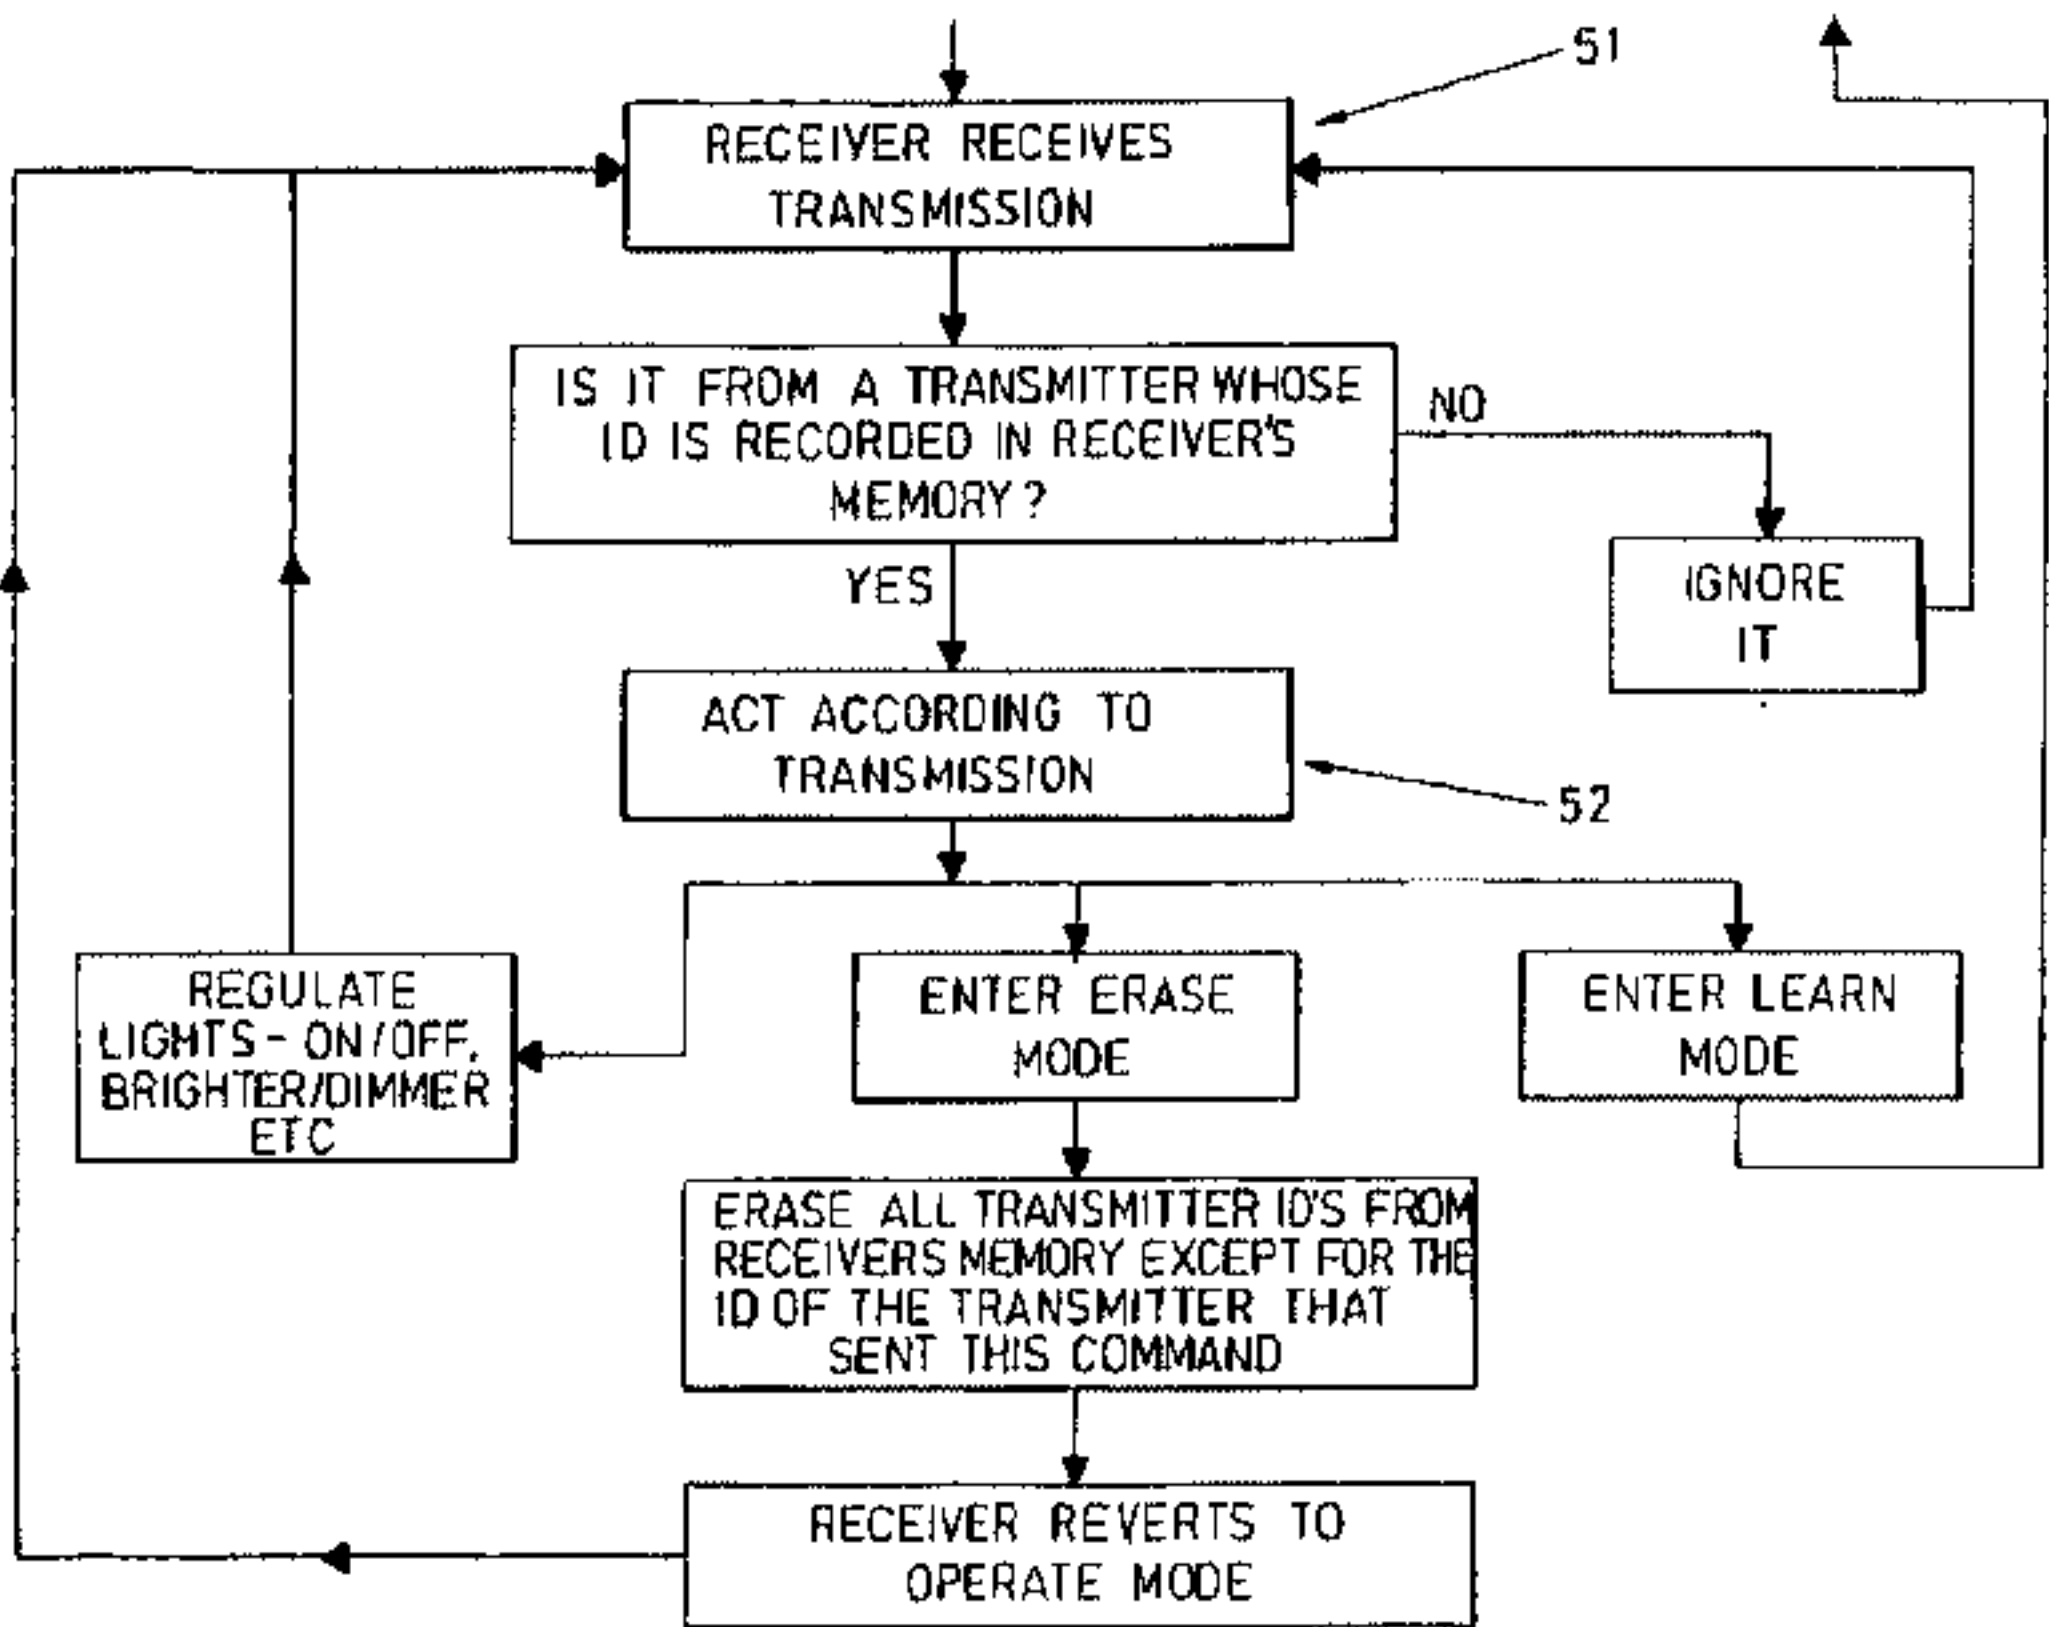 51
RECEIVER RECEIVES
TRANSMISSION
IS IT FROM A TRANSMITTER WHOSE
ID IS RECORDED IN RECEIVER'S
MEMORY?
NO
YES
IGNORE
IT
ACT ACCORDING TO
TRANSMISSION
52
REGULATE
LIGHTS - ON/OFF,
BRIGHTER/DIMMER
ETC
ENTER ERASE
MODE
ENTER LEARN
MODE
ERASE ALL TRANSMITTER ID'S FROM
RECEIVERS MEMORY EXCEPT FOR THE
ID OF THE TRANSMITTER THAT
SENT THIS COMMAND
RECEIVER REVERTS TO
OPERATE MODE